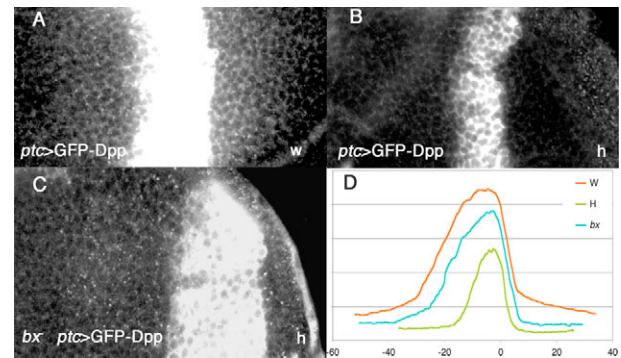 A
ptc>GFP-Dpp
w
B
ptc>GFP-Dpp
h
C
bx- ptc>GFP-Dpp
h
D
W
H
bx
-60 -40 -20 0 20 40